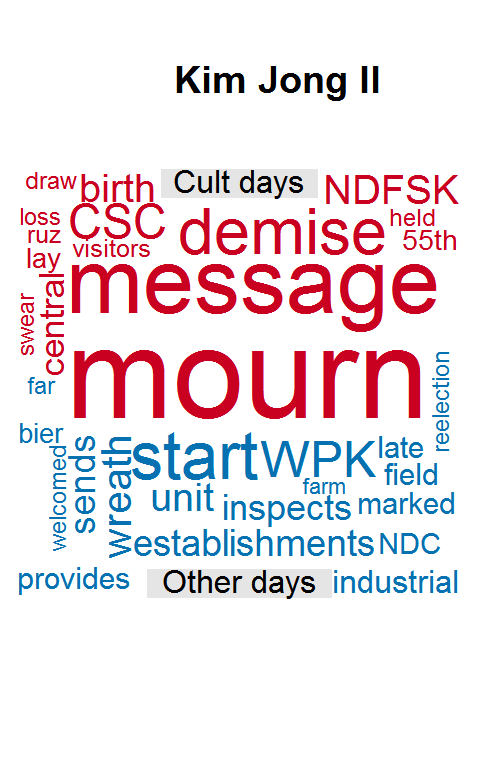 Kim Jong Il
draw birth Cult days NDFSK
loss CSC demise held
ruz visitors 55th
lay message
central
swear
mourn
far
reelection
bier start WPK late
welcomed sends wreath farm field
unit inspects marked
establishments NDC
provides Other days industrial